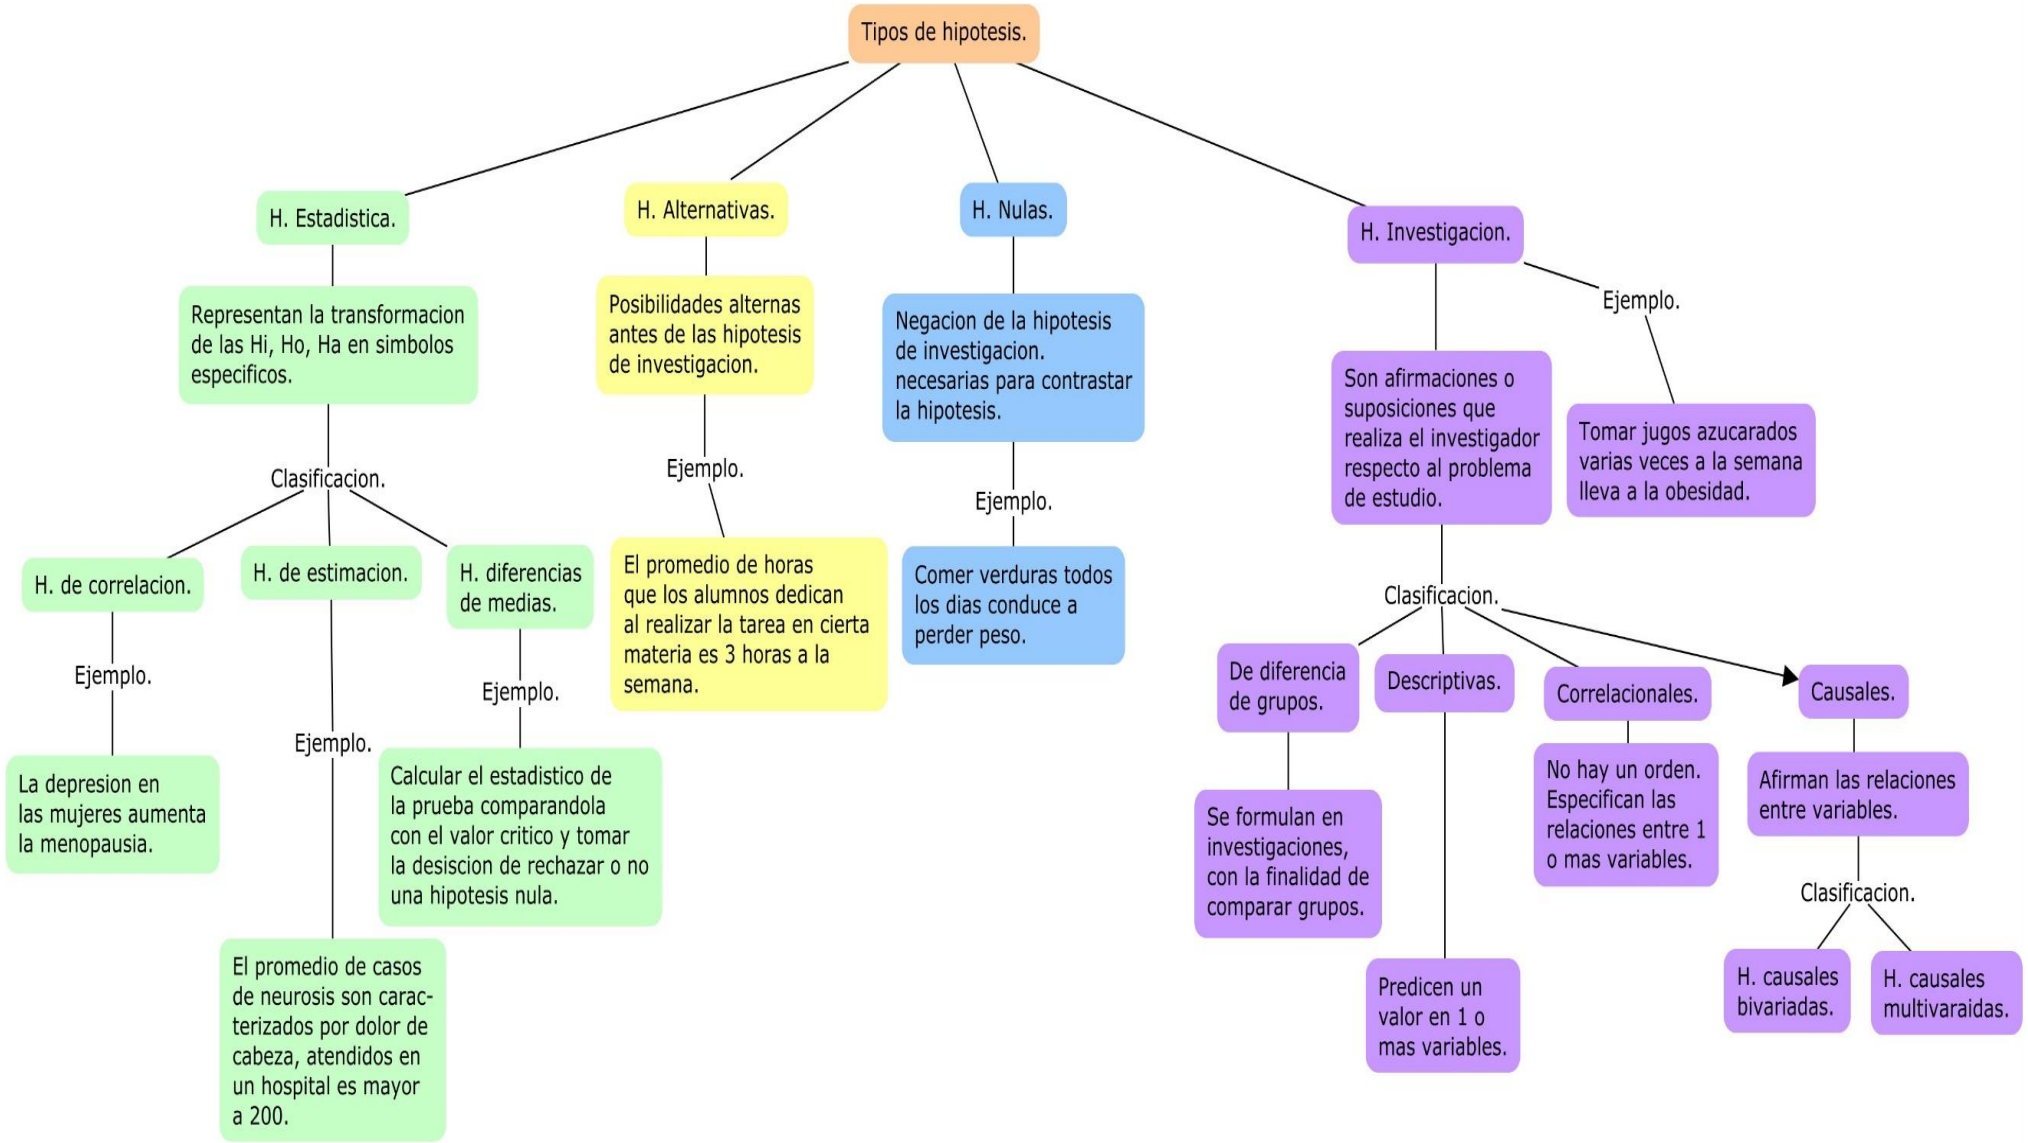 Tipos de hipotesis.
H. Estadistica.
Representan la transformacion
de las Hi, Ho, Ha en simbolos
especificos.
Clasificacion.
H. de correlacion.
Ejemplo.
La depresion en
las mujeres aumenta
la menopausia.
H. de estimacion.
Ejemplo.
El promedio de casos
de neurosis son carac-
terizados por dolor de
cabeza, atendidos en
un hospital es mayor
a 200.
H. diferencias
de medias.
Ejemplo.
Calcular el estadistico de
la prueba comparandola
con el valor critico y tomar
la desiscion de rechazar o no
una hipotesis nula.
H. Alternativas.
Posibilidades alternas
antes de las hipotesis
de investigacion.
Ejemplo.
El promedio de horas
que los alumnos dedican
al realizar la tarea en cierta
materia es 3 horas a la
semana.
H. Nulas.
Negacion de la hipotesis
de investigacion.
necesarias para contrastar
la hipotesis.
Ejemplo.
Comer verduras todos
los dias conduce a
perder peso.
H. Investigacion.
Ejemplo.
Tomar jugos azucarados
varias veces a la semana
lleva a la obesidad.
Son afirmaciones o
suposiciones que
realiza el investigador
respecto al problema
de estudio.
Clasificacion.
De diferencia
de grupos.
Se formulan en
investigaciones,
con la finalidad de
comparar grupos.
Descriptivas.
Predicen un
valor en 1 o
mas variables.
Correlacionales.
No hay un orden.
Especifican las
relaciones entre 1
o mas variables.
Causales.
Afirman las relaciones
entre variables.
Clasificacion.
H. causales
bivariadas.
H. causales
multivaraidas.